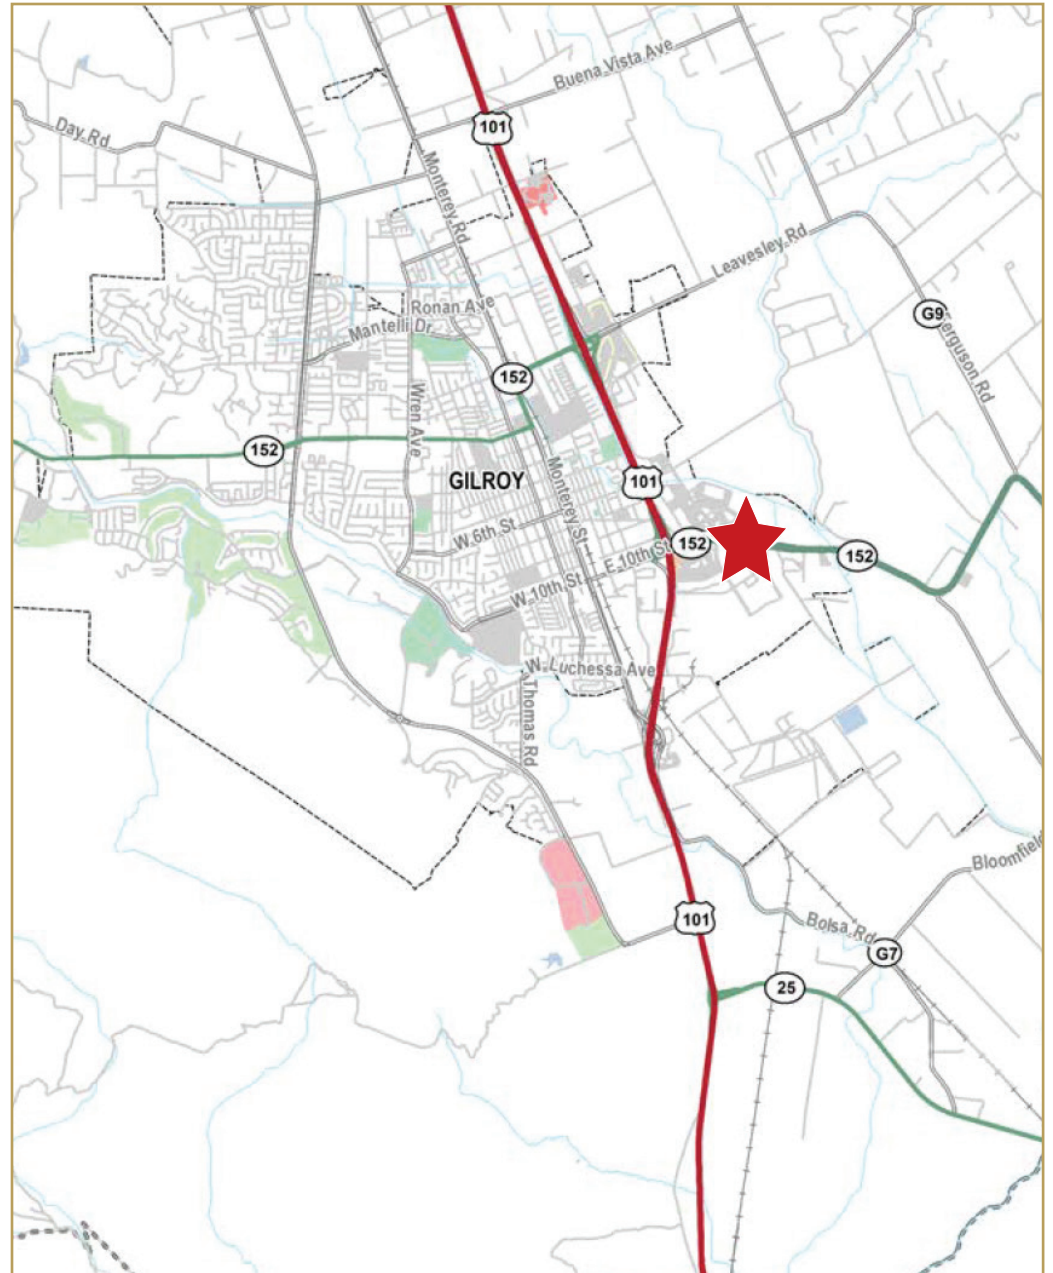 Buena Vista Ave
101
Day Rd
Monterey Rd
Leavesley Rd
Ronan Ave
G9
Ferguson Rd
Mantelli Dr
152
Wren Ave
152
GILROY
101
Monterey St
W 6th St
152
152
E 10th St
W 10th St
W Luchessa Ave
Thomas Rd
Bloomfield
101
Bolsa Rd
G7
25